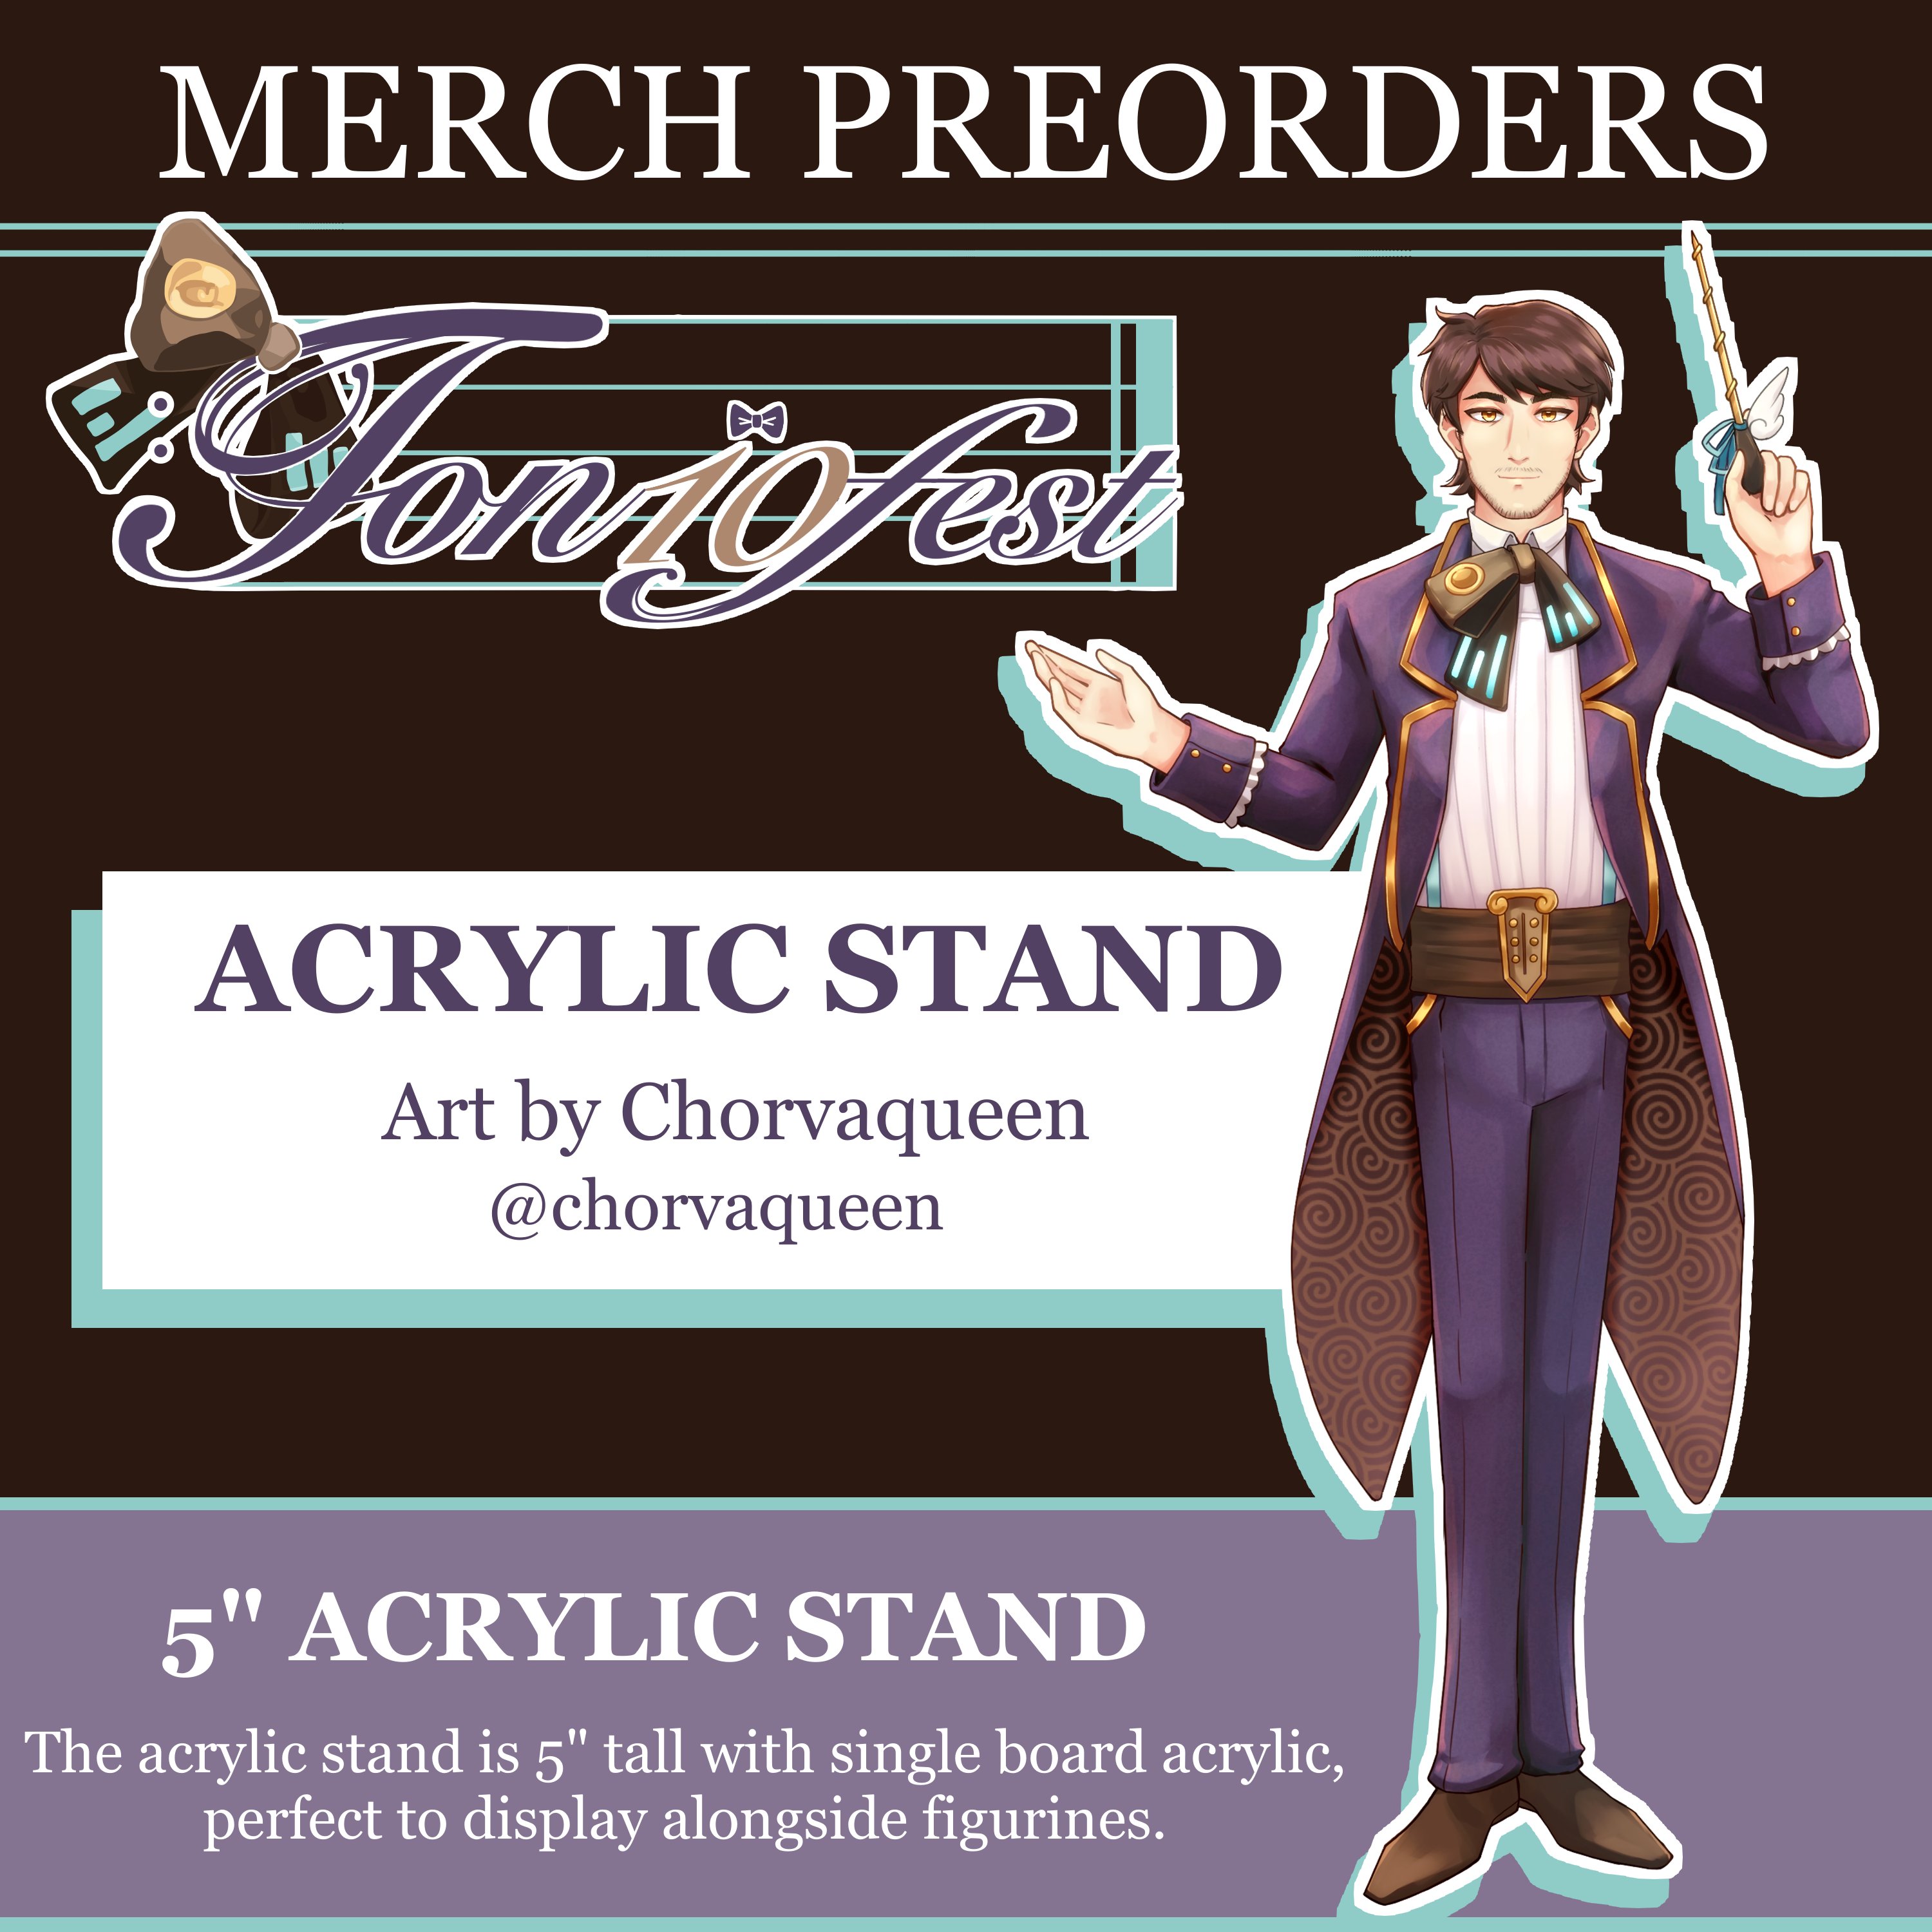 MERCH PREORDERS
Ton10fest
ACRYLIC STAND
Art by Chorvaqueen
@chorvaqueen
5" ACRYLIC STAND
The acrylic stand is 5" tall with single board acrylic,
perfect to display alongside figurines.